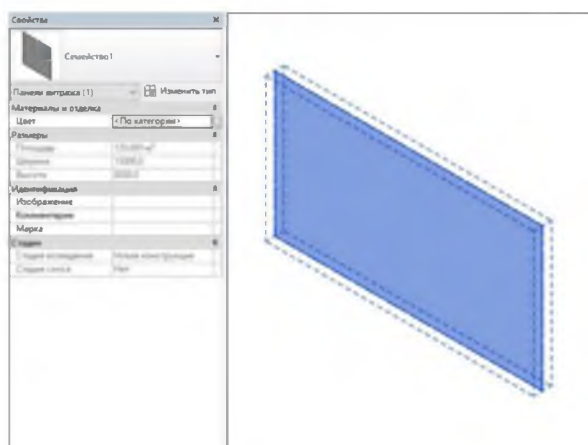 Свойства
Семейство1
Панели витража (1)
Изменить тип
Материалы и отделка
Цвет <По категории>
Размеры
Площадь
Ширина
Высота
Идентификация
Изображение
Комментарии
Марка
Стадии
Стадия возведения Новая конструкция
Стадия сноса Нет